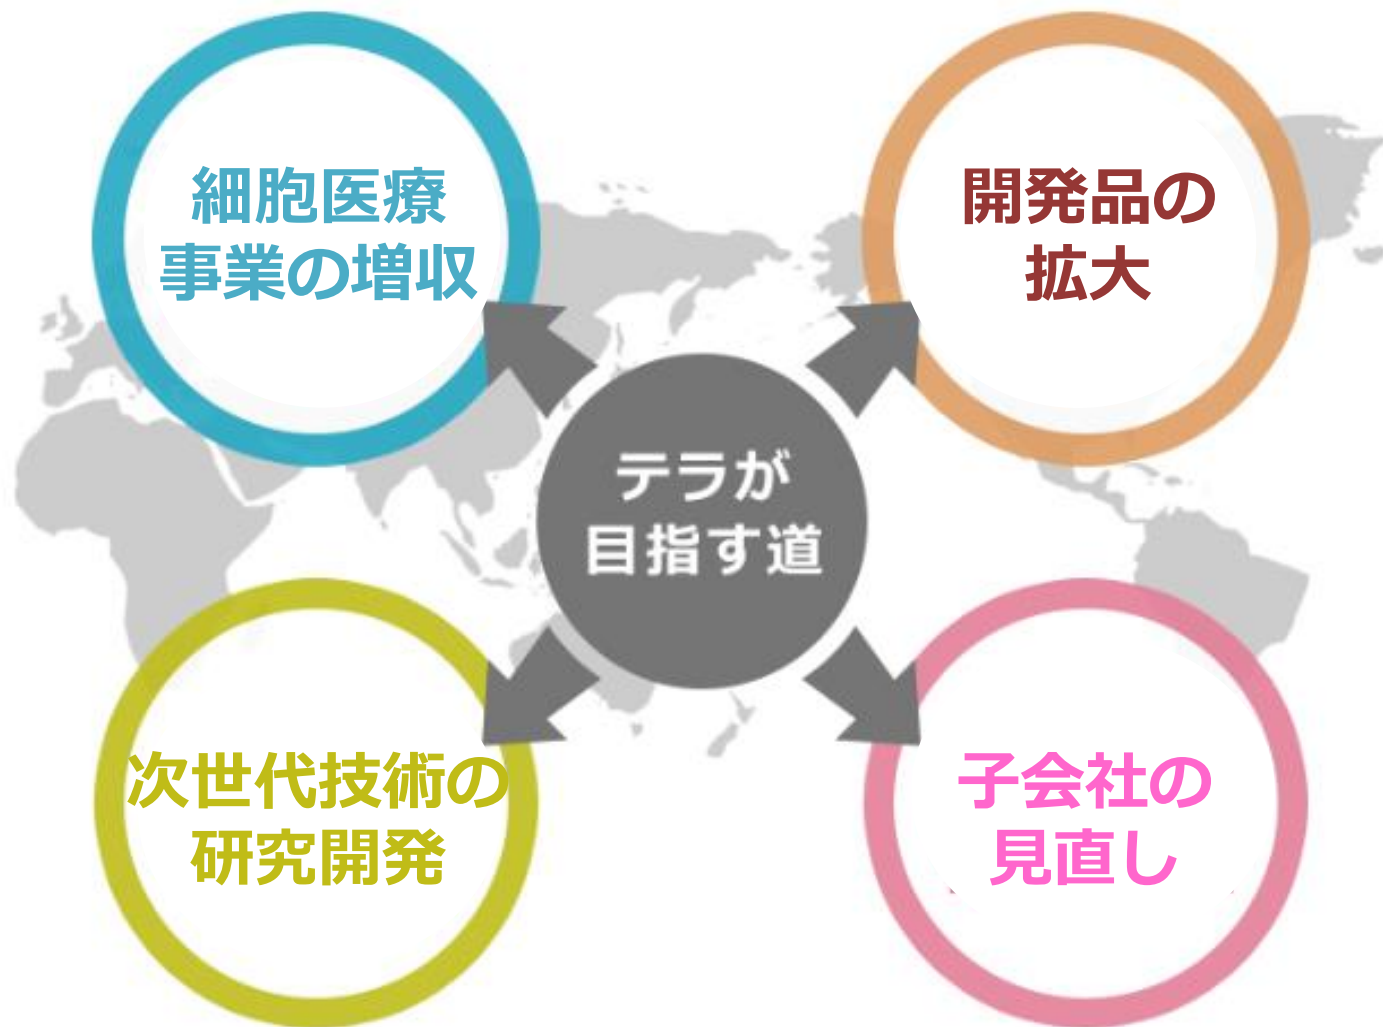 細胞医療
事業の増収
開発品の
拡大
テラが
目指す道
次世代技術の
研究開発
子会社の
見直し